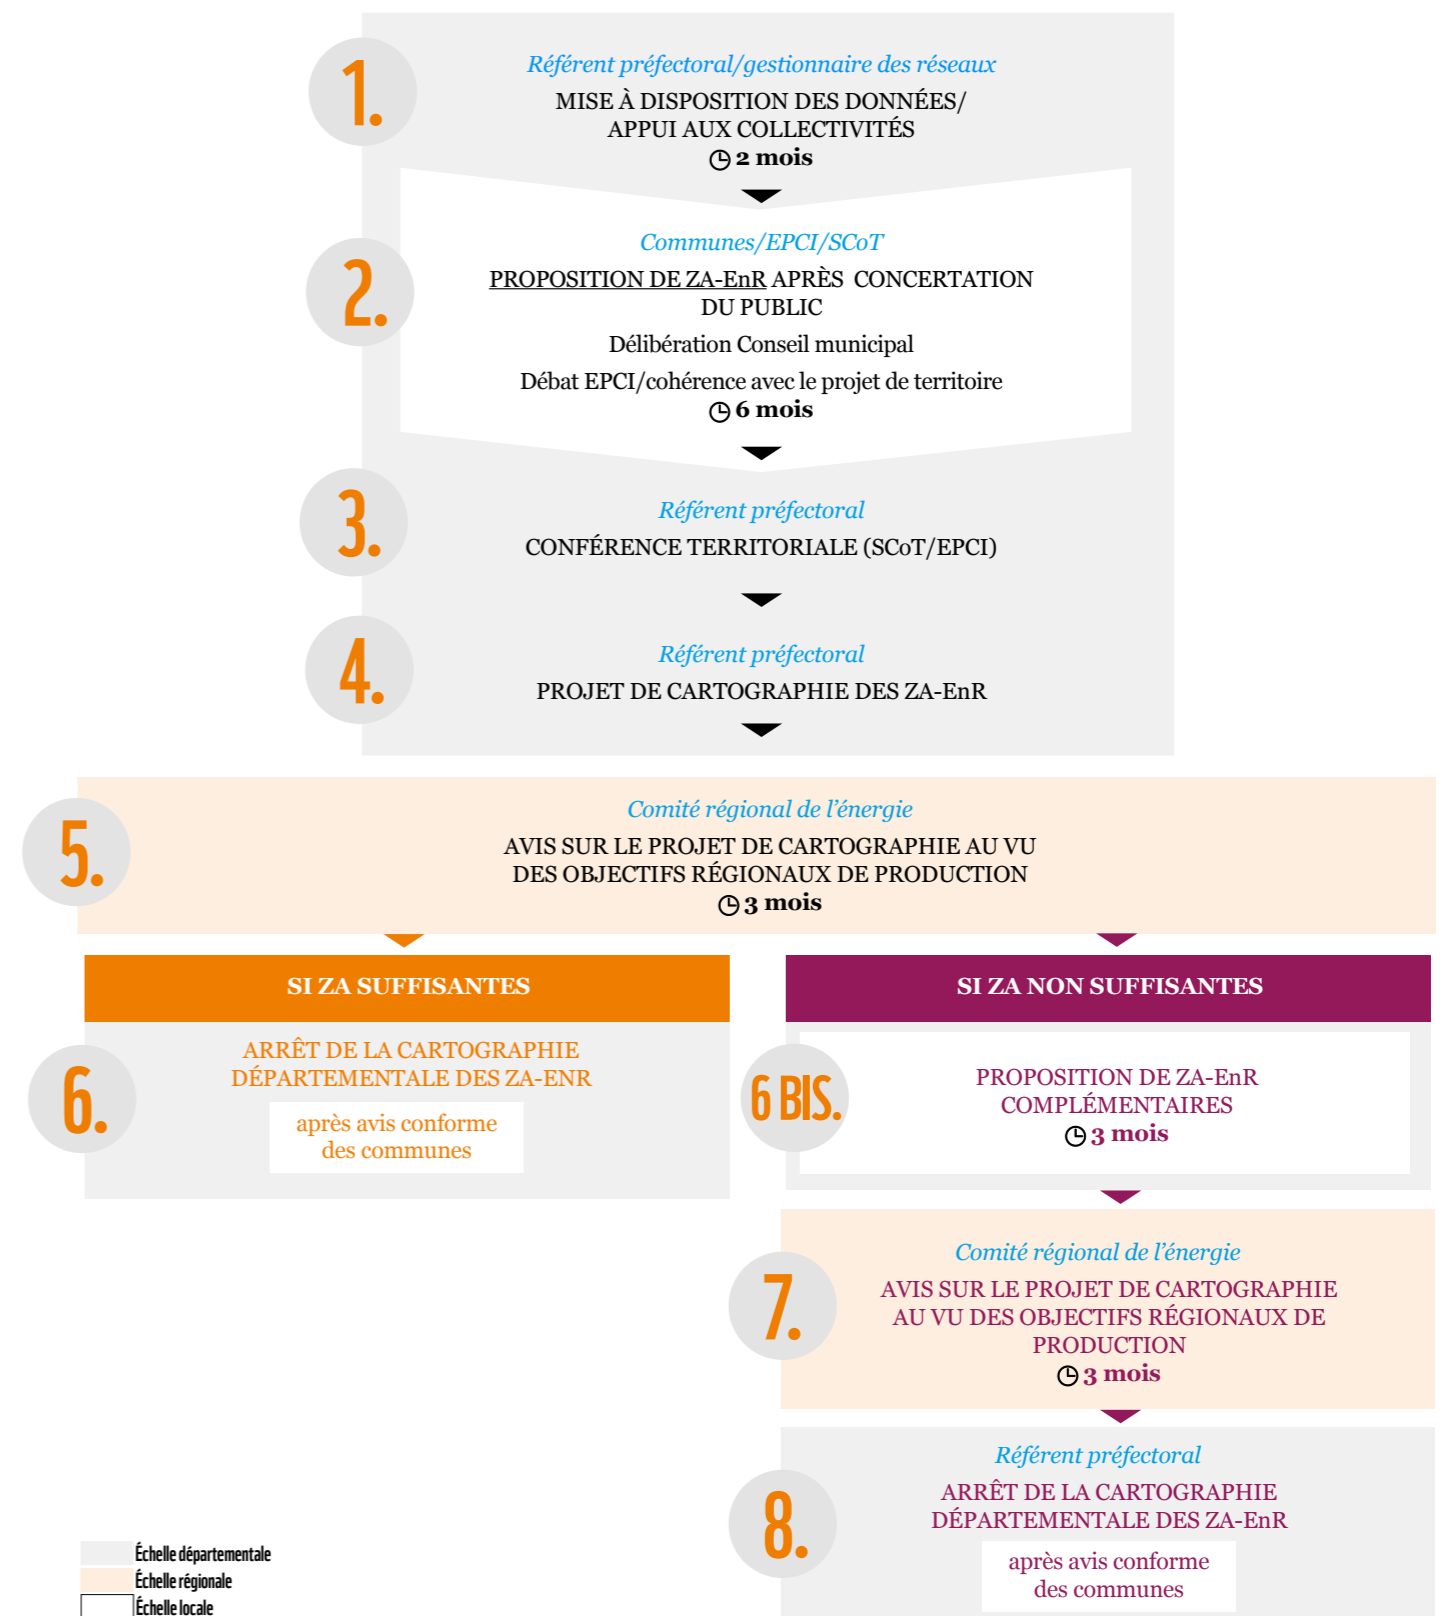 1.
Référent préfectoral/gestionnaire des réseaux
MISE À DISPOSITION DES DONNÉES/
APPUI AUX COLLECTIVITÉS
2 mois
2.
Communes/EPCI/SCoT
PROPOSITION DE ZA-EnR APRÈS CONCERTATION
DU PUBLIC
Délibération Conseil municipal
Débat EPCI/cohérence avec le projet de territoire
6 mois
3.
Référent préfectoral
CONFÉRENCE TERRITORIALE (SCoT/EPCI)
4.
Référent préfectoral
PROJET DE CARTOGRAPHIE DES ZA-EnR
5.
Comité régional de l’énergie
AVIS SUR LE PROJET DE CARTOGRAPHIE AU VU
DES OBJECTIFS RÉGIONAUX DE PRODUCTION
3 mois
SI ZA SUFFISANTES
6.
ARRÊT DE LA CARTOGRAPHIE
DÉPARTEMENTALE DES ZA-ENR
après avis conforme
des communes
SI ZA NON SUFFISANTES
6 BIS.
PROPOSITION DE ZA-EnR
COMPLÉMENTAIRES
3 mois
7.
Comité régional de l’énergie
AVIS SUR LE PROJET DE CARTOGRAPHIE
AU VU DES OBJECTIFS RÉGIONAUX DE
PRODUCTION
3 mois
8.
Référent préfectoral
ARRÊT DE LA CARTOGRAPHIE
DÉPARTEMENTALE DES ZA-EnR
après avis conforme
des communes
Échelle départementale
Échelle régionale
Échelle locale